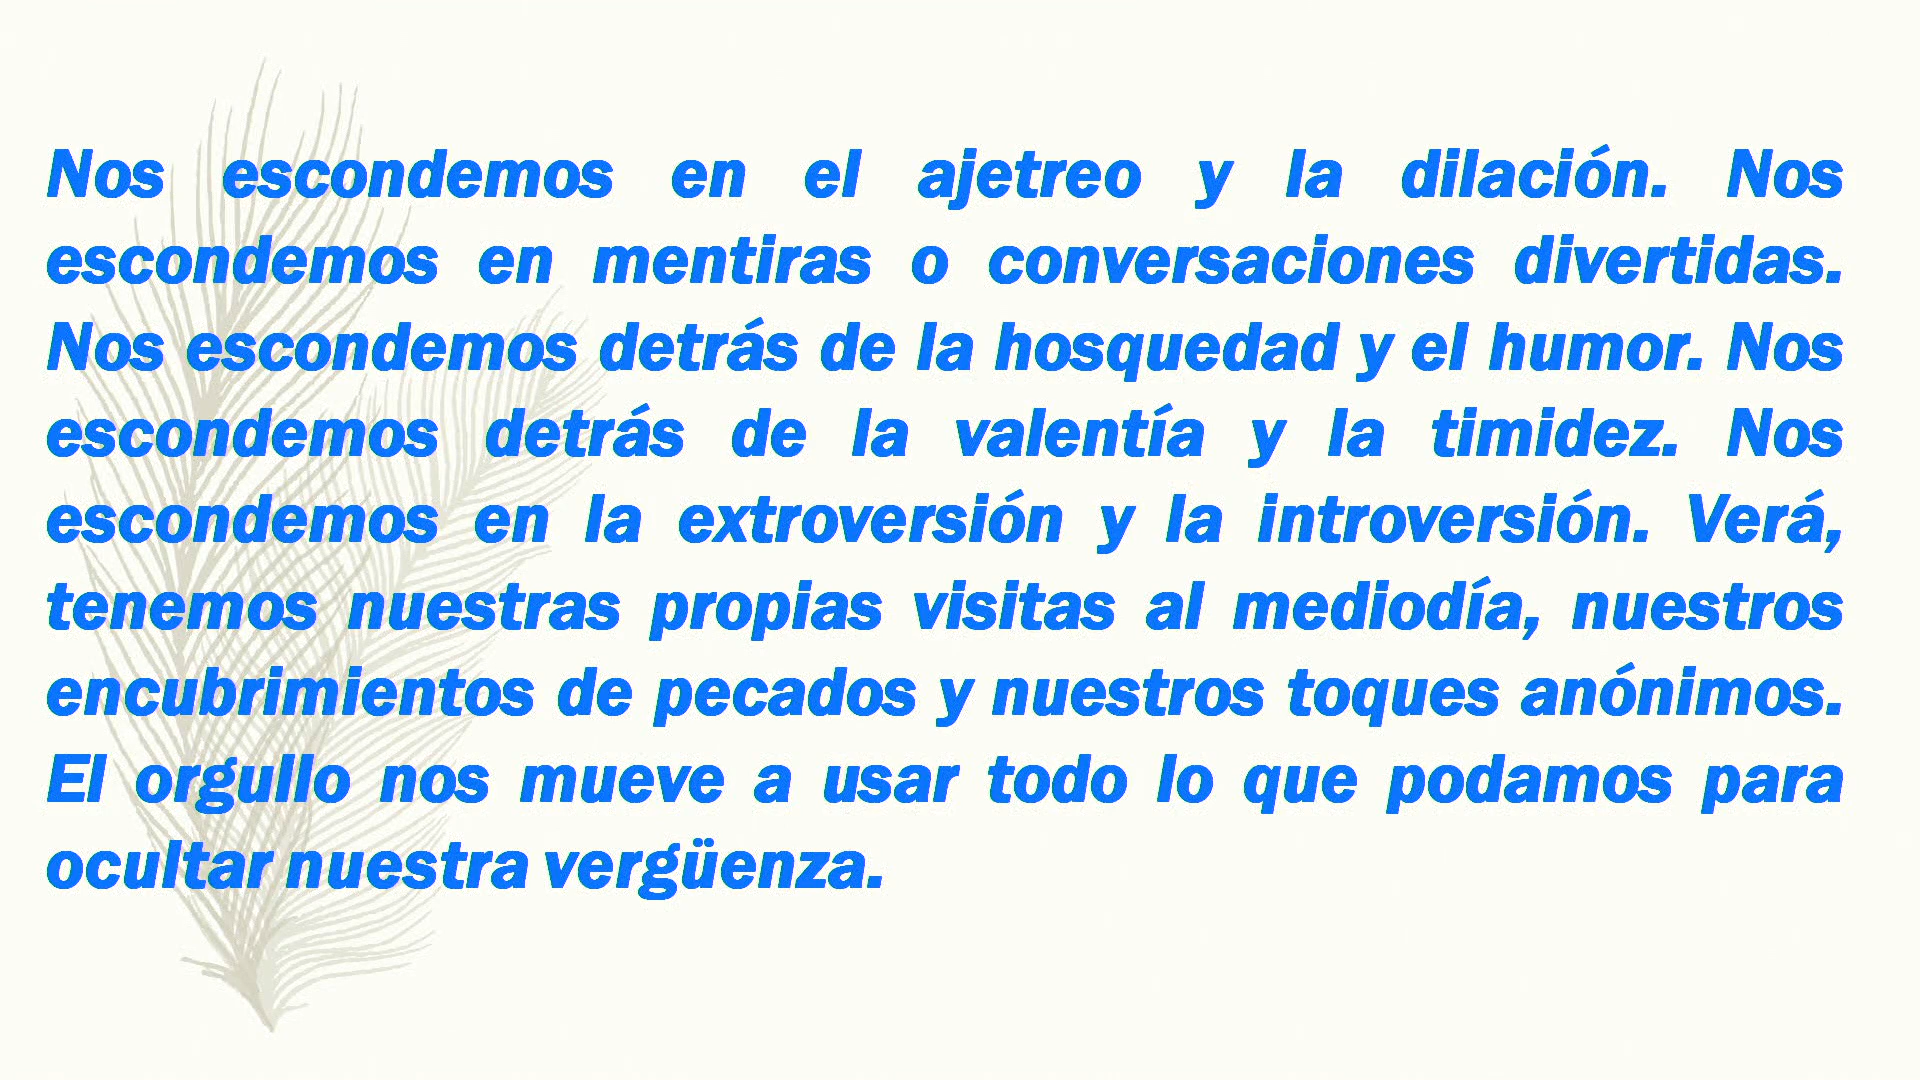 Nos escondemos en el ajetreo y la dilación. Nos
escondemos en mentiras o conversaciones divertidas.
Nos escondemos detrás de la hosquedad y el humor. Nos
escondemos detrás de la valentía y la timidez. Nos
escondemos en la extroversión y la introversión. Verá,
tenemos nuestras propias visitas al mediodía, nuestros
encubrimientos de pecados y nuestros toques anónimos.
El orgullo nos mueve a usar todo lo que podamos para
ocultar nuestra vergüenza.